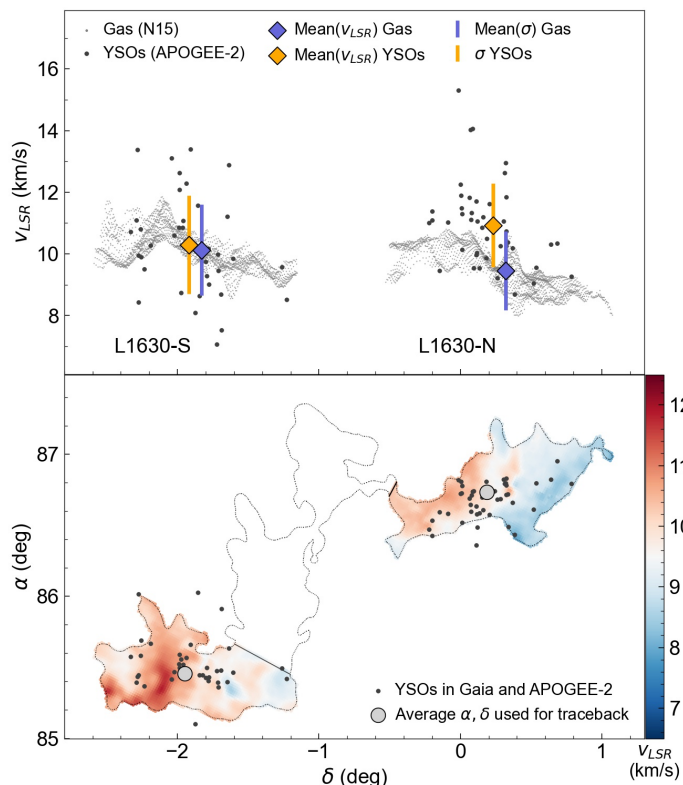 Gas (N15)
YSOs (APOGEE-2)
Mean(v_LSR) Gas
Mean(v_LSR) YSOs
Mean(σ) Gas
σ YSOs
16
14
12
10
8
v_LSR (km/s)
L1630-S
L1630-N
87
86
85
α (deg)
YSOs in Gaia and APOGEE-2
Average α, δ used for traceback
−2
−1
0
1
δ (deg)
12
11
10
9
8
7
v_LSR
(km/s)